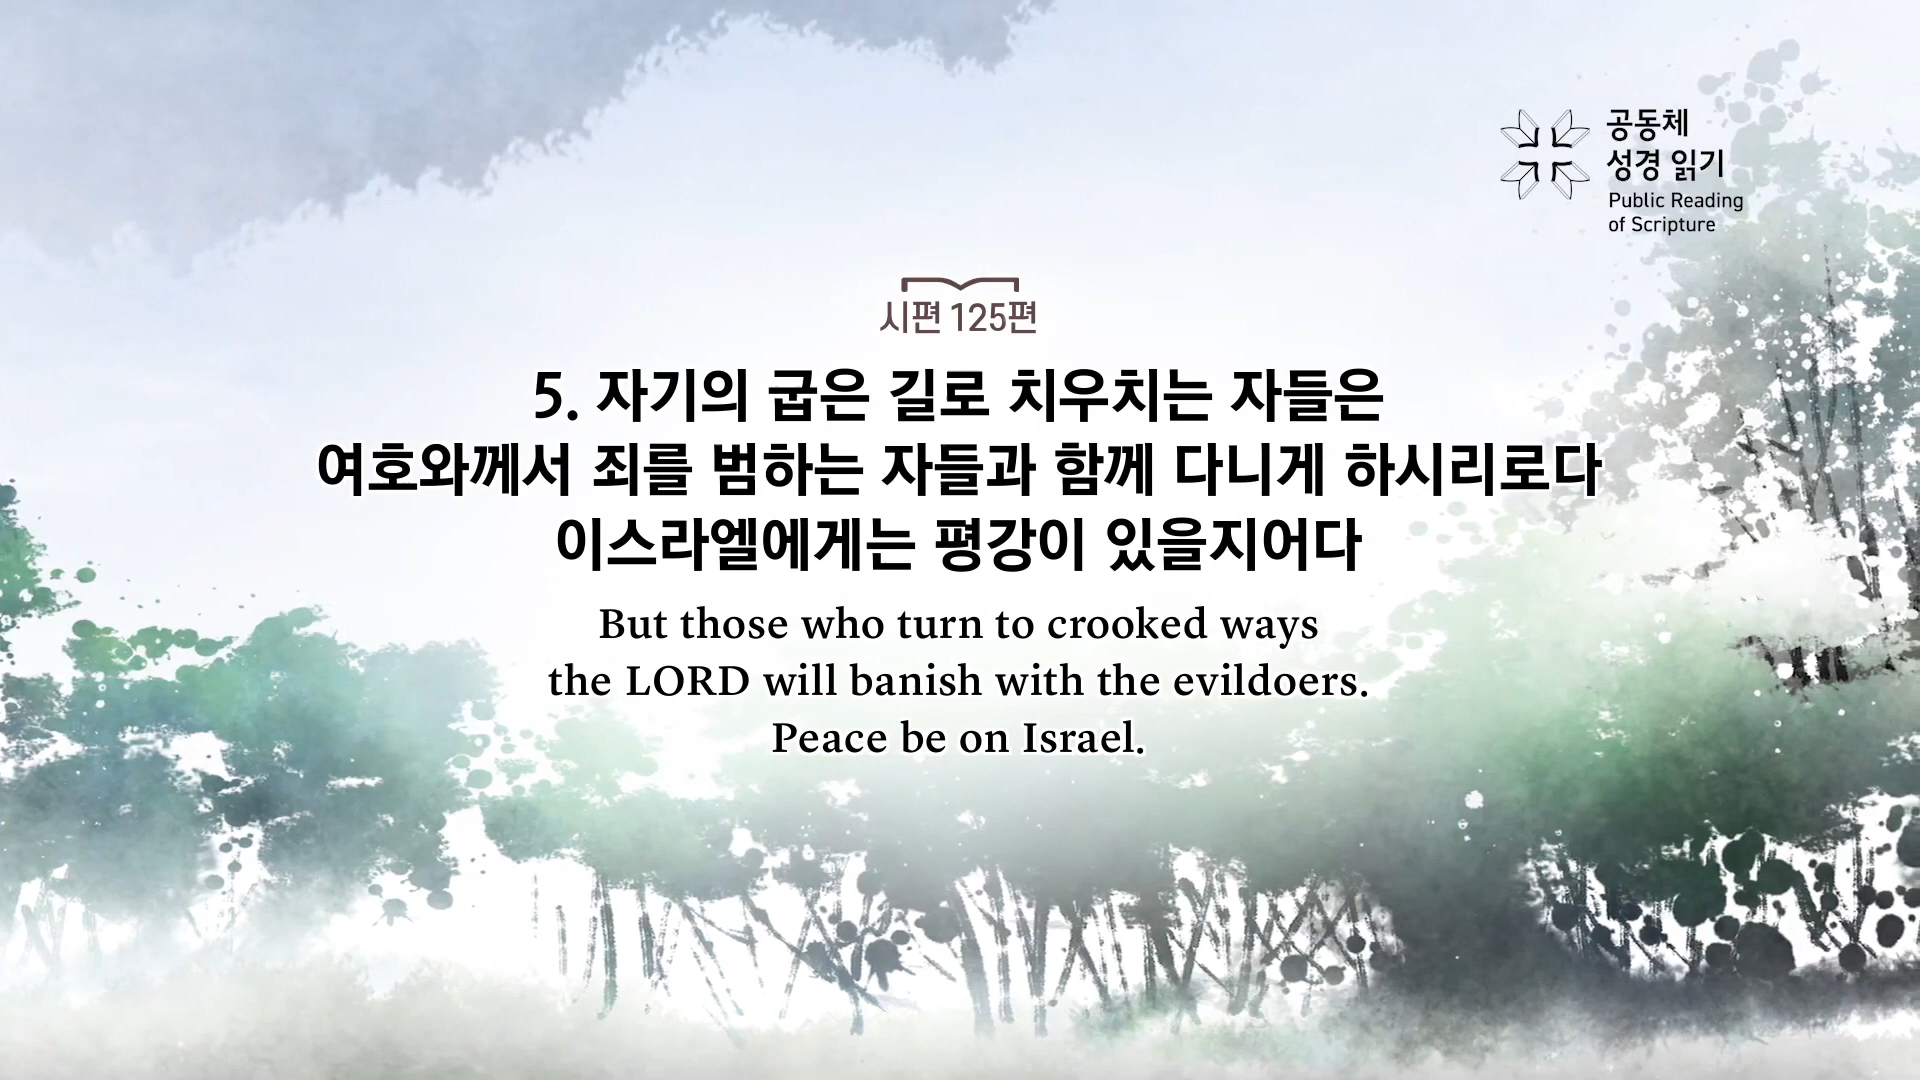 공동체
성경 읽기
Public Reading
of Scripture
시편 125편
5. 자기의 굽은 길로 치우치는 자들은
여호와께서 죄를 범하는 자들과 함께 다니게 하시리로다
이스라엘에게는 평강이 있을지어다
But those who turn to crooked ways
the LORD will banish with the evildoers.
Peace be on Israel.